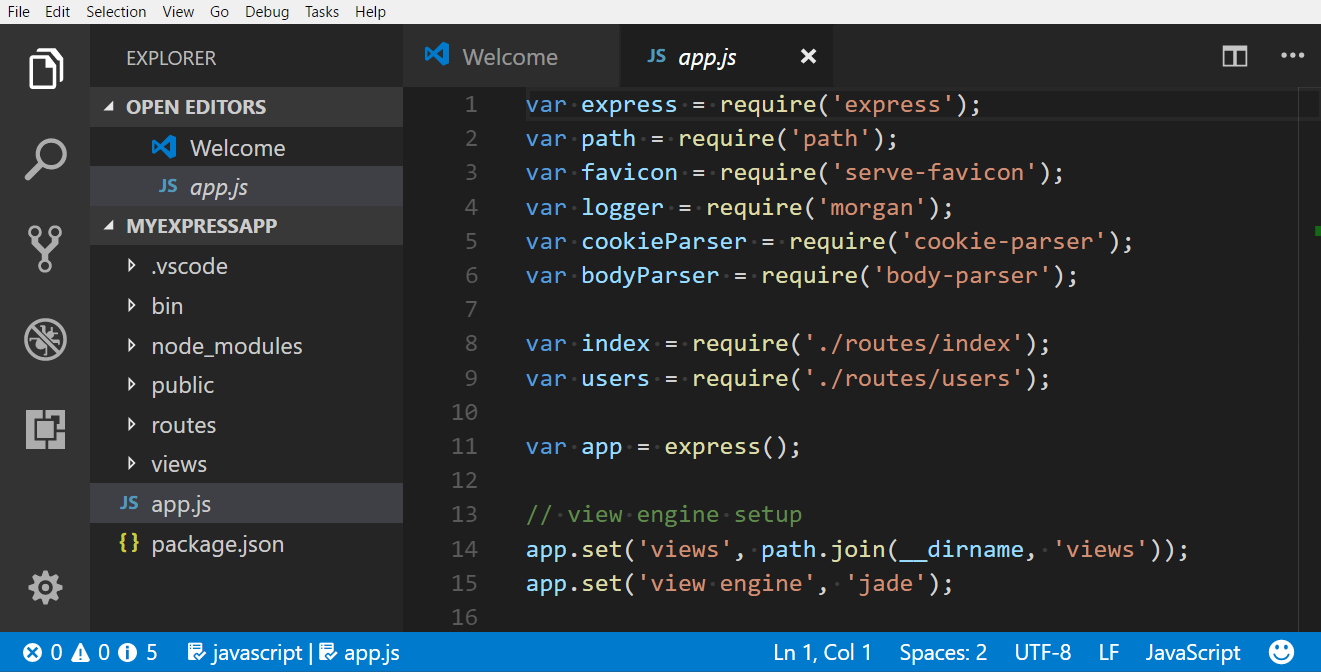 File Edit Selection View Go Debug Tasks Help
EXPLORER
OPEN EDITORS
Welcome
JS app.js
MYEXPRESSAPP
.vscode
bin
node_modules
public
routes
views
JS app.js
{} package.json
Welcome JS app.js
1 var express = require('express');
2 var path = require('path');
3 var favicon = require('serve-favicon');
4 var logger = require('morgan');
5 var cookieParser = require('cookie-parser');
6 var bodyParser = require('body-parser');
7
8 var index = require('./routes/index');
9 var users = require('./routes/users');
10
11 var app = express();
12
13 // view engine setup
14 app.set('views', path.join(__dirname, 'views'));
15 app.set('view engine', 'jade');
16
0 0 5 javascript | app.js Ln 1, Col 1 Spaces: 2 UTF-8 LF JavaScript